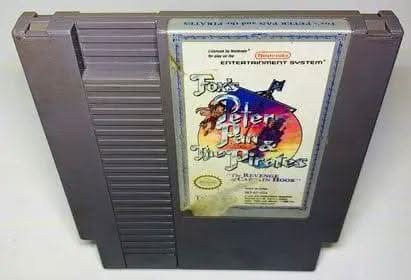 Fox's PETER PAN and the PIRATES
Licensed by Nintendo
for play on the
Nintendo
ENTERTAINMENT SYSTEM
Fox's
Peter
Pan &
The Pirates
"The REVENGE
of CAPTAIN HOOK"